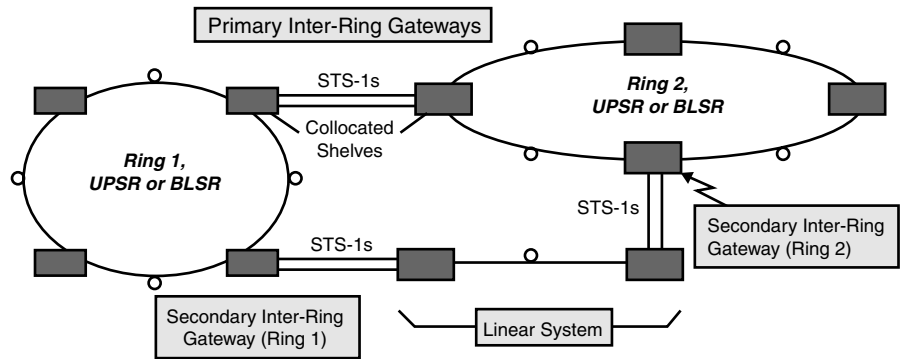 Primary Inter-Ring Gateways
STS-1s
Collocated
Shelves
Ring 1,
UPSR or BLSR
Ring 2,
UPSR or BLSR
STS-1s
STS-1s
Secondary Inter-Ring
Gateway (Ring 2)
Secondary Inter-Ring
Gateway (Ring 1)
Linear System